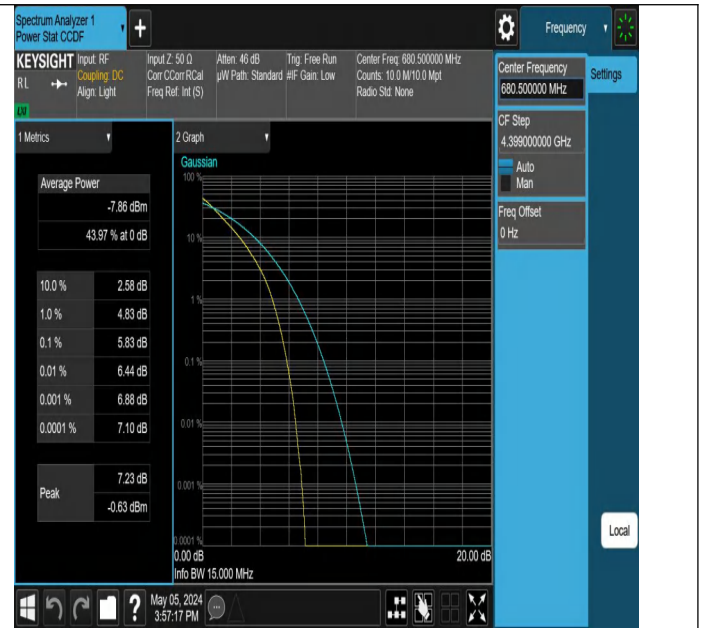 Spectrum Analyzer 1
Power Stat CCDF
+
Frequency
KEYSIGHT
RL
LXI
Input: RF
Coupling: DC
Align: Light
Input Z: 50 Ω
Corr CCorr RCal
Freq Ref: Int (S)
Atten: 46 dB
µW Path: Standard
Trig: Free Run
#IF Gain: Low
Center Freq: 680.500000 MHz
Counts: 10.0 M/10.0 Mpt
Radio Std: None
Center Frequency
680.500000 MHz
Settings
CF Step
4.399000000 GHz
Auto
Man
Freq Offset
0 Hz
Local
1 Metrics
Average Power
-7.86 dBm
43.97 % at 0 dB
10.0 % 2.58 dB
1.0 % 4.83 dB
0.1 % 5.83 dB
0.01 % 6.44 dB
0.001 % 6.88 dB
0.0001 % 7.10 dB
Peak
7.23 dB
-0.63 dBm
2 Graph
Gaussian
100 %
10 %
1 %
0.1 %
0.01 %
0.001 %
0.0001 %
0.00 dB
20.00 dB
Info BW 15.000 MHz
?
May 05, 2024
3:57:17 PM